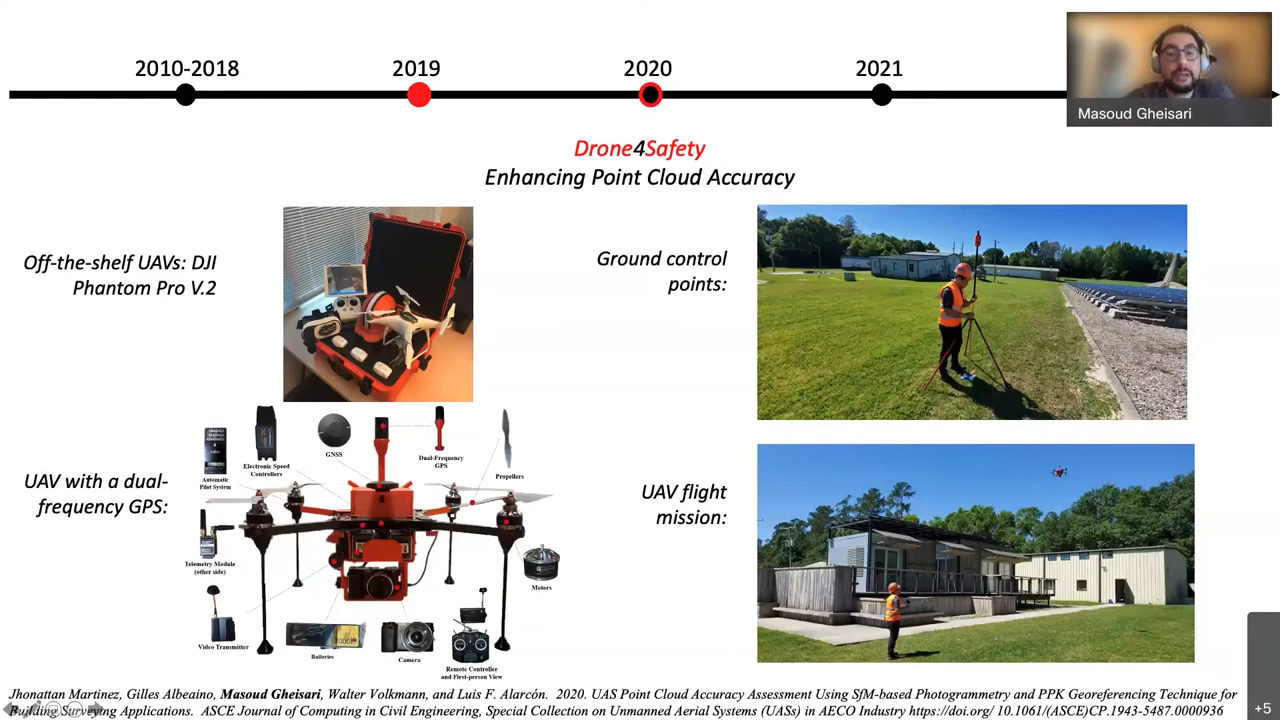 2010-2018
2019
2020
2021
Masoud Gheisari
Drone4Safety
Enhancing Point Cloud Accuracy
Off-the-shelf UAVs: DJI
Phantom Pro V.2
Ground control
points:
UAV with a dual-
frequency GPS:
Automatic
Pilot System
Electronic Speed
Controllers
GNSS
Dual-Frequency
GPS
Propellers
Telemetry Module
(other side)
Motors
Video Transmitter
Batteries
Camera
Remote Controller
and First-person View
UAV flight
mission:
Jhonattan Martinez, Gilles Albeaino, Masoud Gheisari, Walter Volkmann, and Luis F. Alarcón. 2020. UAS Point Cloud Accuracy Assessment Using SfM-based Photogrammetry and PPK Georeferencing Technique for
Building Surveying Applications. ASCE Journal of Computing in Civil Engineering, Special Collection on Unmanned Aerial Systems (UASs) in AECO Industry https://doi.org/ 10.1061/(ASCE)CP.1943-5487.0000936
+5